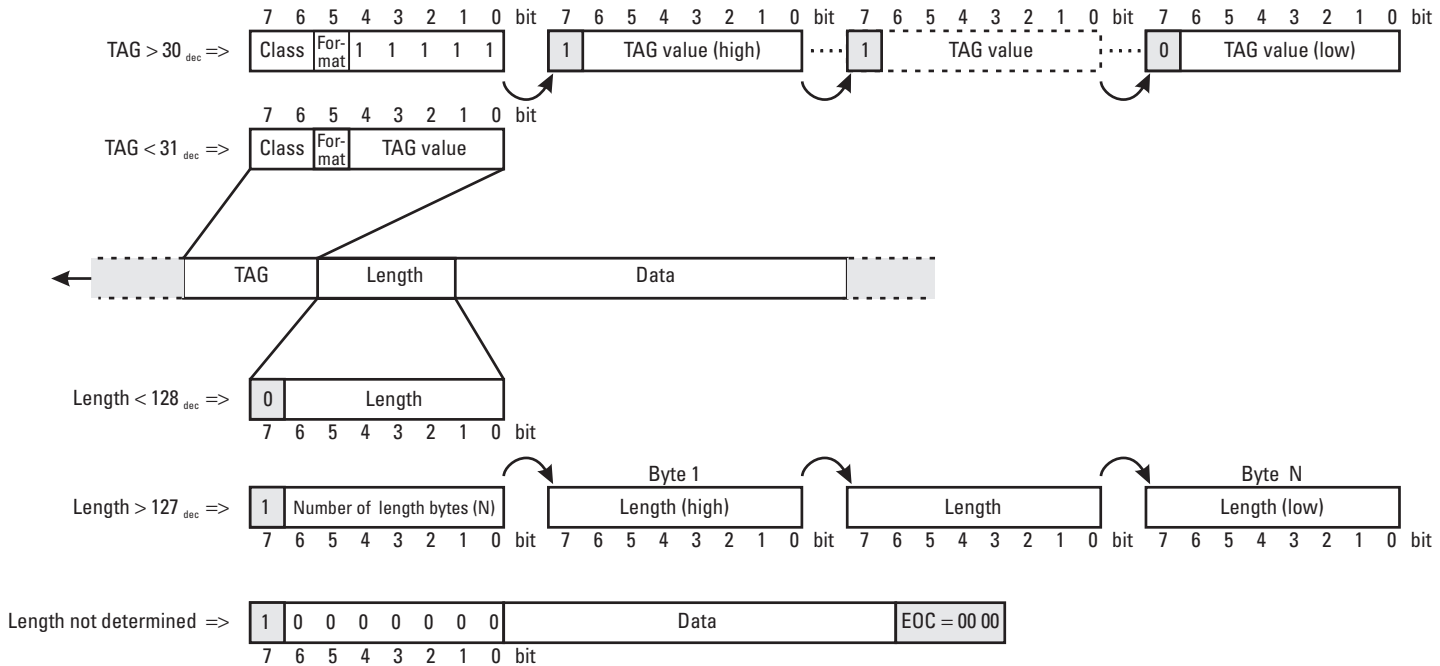 7 6 5 4 3 2 1 0 bit 7 6 5 4 3 2 1 0 bit 7 6 5 4 3 2 1 0 bit 7 6 5 4 3 2 1 0 bit
TAG > 30 dec => Class For-mat 1 1 1 1 1 1 TAG value (high) 1 TAG value 0 TAG value (low)
7 6 5 4 3 2 1 0 bit
TAG < 31 dec => Class For-mat TAG value
TAG Length Data
Length < 128 dec => 0 Length
7 6 5 4 3 2 1 0 bit
Byte 1 Byte N
Length > 127 dec => 1 Number of length bytes (N) Length (high) Length Length (low)
7 6 5 4 3 2 1 0 bit 7 6 5 4 3 2 1 0 bit 7 6 5 4 3 2 1 0 bit 7 6 5 4 3 2 1 0 bit
Length not determined => 1 0 0 0 0 0 0 0 Data EOC = 00 00
7 6 5 4 3 2 1 0 bit